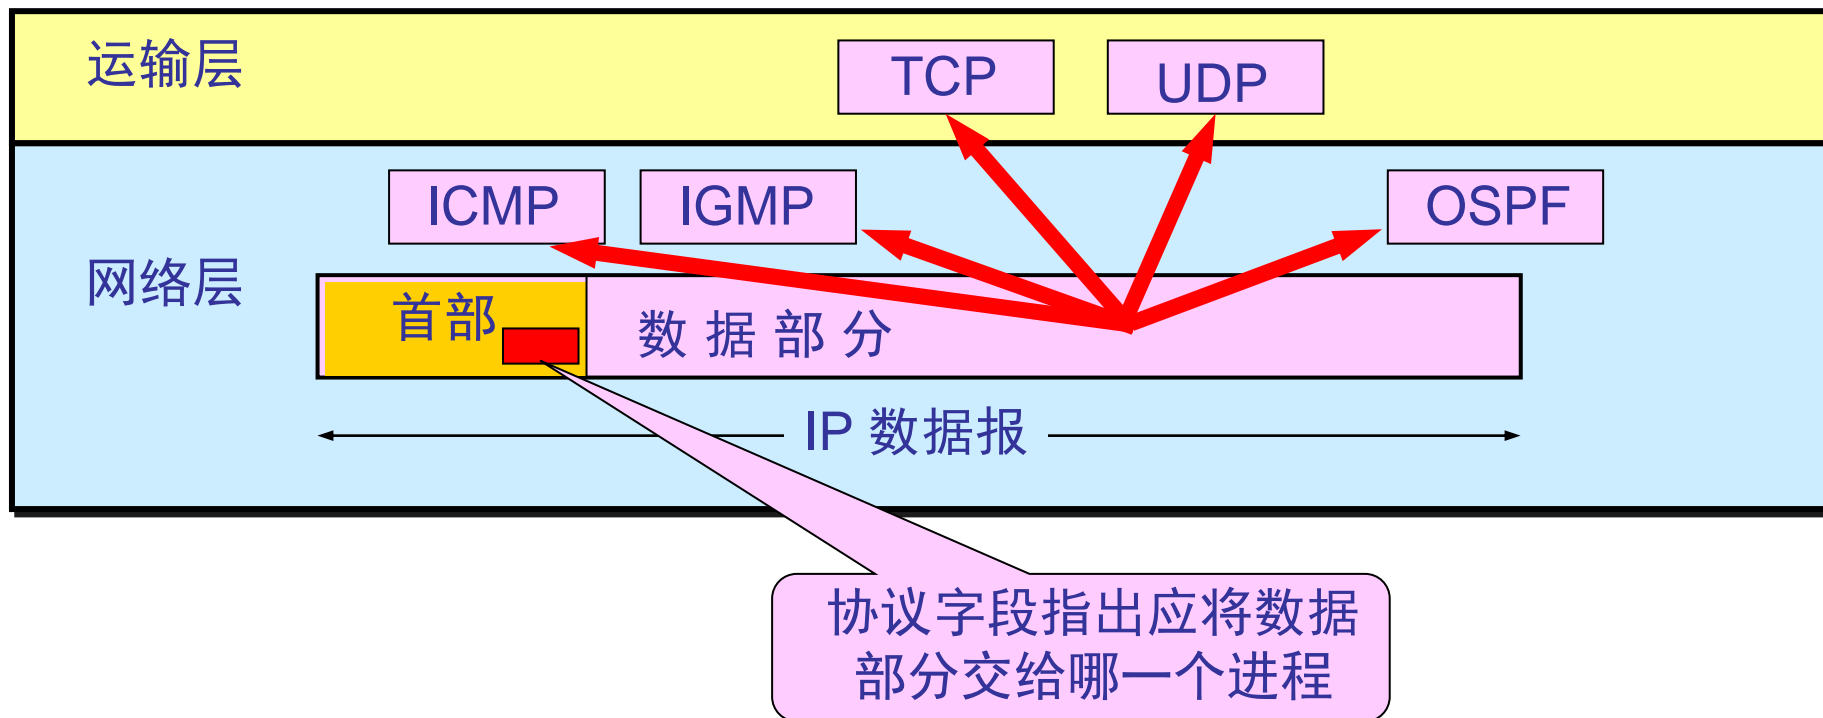 运输层
TCP
UDP
ICMP
IGMP
OSPF
网络层
首部
数据部分
IP 数据报
协议字段指出应将数据
部分交给哪一个进程